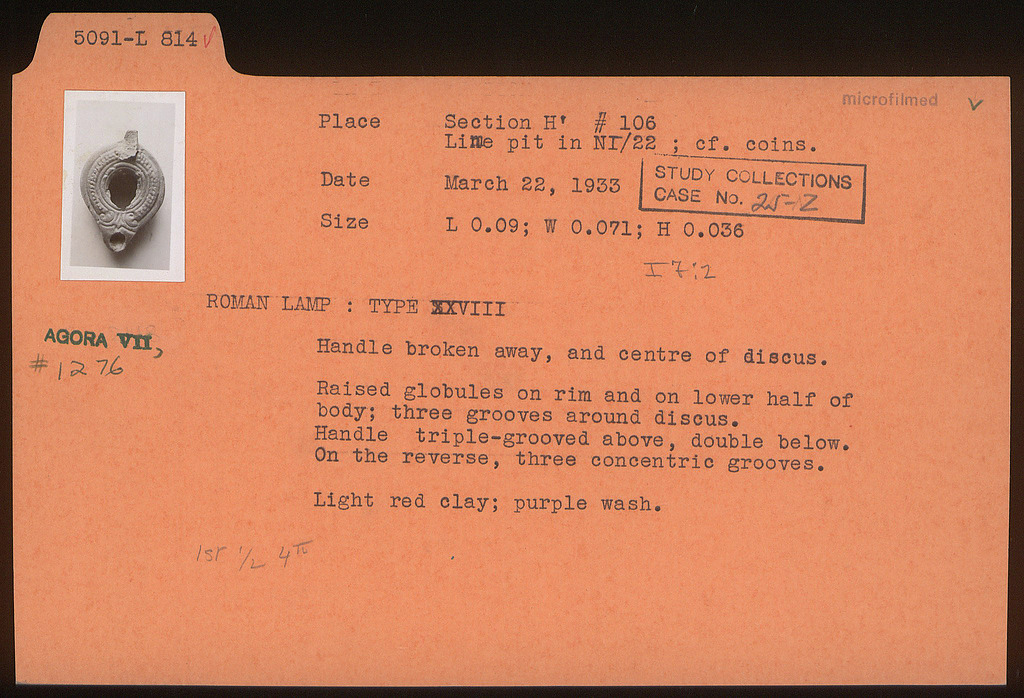 5091-L 814 ✓
microfilmed ✓
Place Section H' # 106
Lime pit in NI/22 ; cf. coins.
Date March 22, 1933
STUDY COLLECTIONS
CASE No. 25-Z
Size L 0.09; W 0.071; H 0.036
I 7:2
ROMAN LAMP : TYPE XXVIII
AGORA VII,
# 1276
Handle broken away, and centre of discus.
Raised globules on rim and on lower half of
body; three grooves around discus.
Handle triple-grooved above, double below.
On the reverse, three concentric grooves.
Light red clay; purple wash.
1ST 1/2 4